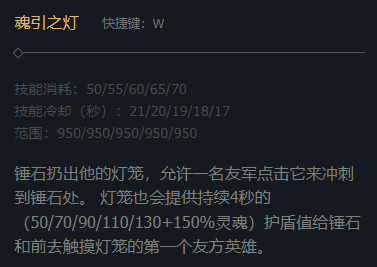 魂引之灯 快捷键：W
技能消耗：50/55/60/65/70
技能冷却（秒）：21/20/19/18/17
范围：950/950/950/950/950
锤石扔出他的灯笼，允许一名友军点击它来冲刺
到锤石处。 灯笼也会提供持续4秒的
（50/70/90/110/130+150%灵魂）护盾值给锤石
和前去触摸灯笼的第一个友方英雄。